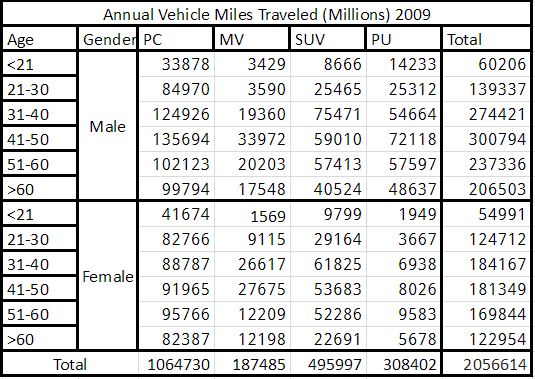 Annual Vehicle Miles Traveled (Millions) 2009
Age Gender PC MV SUV PU Total
<21 33878 3429 8666 14233 60206
21-30 84970 3590 25465 25312 139337
31-40 124926 19360 75471 54664 274421
Male
41-50 135694 33972 59010 72118 300794
51-60 102123 20203 57413 57597 237336
>60 99794 17548 40524 48637 206503
<21 41674 1569 9799 1949 54991
21-30 82766 9115 29164 3667 124712
31-40 88787 26617 61825 6938 184167
Female
41-50 91965 27675 53683 8026 181349
51-60 95766 12209 52286 9583 169844
>60 82387 12198 22691 5678 122954
Total 1064730 187485 495997 308402 2056614